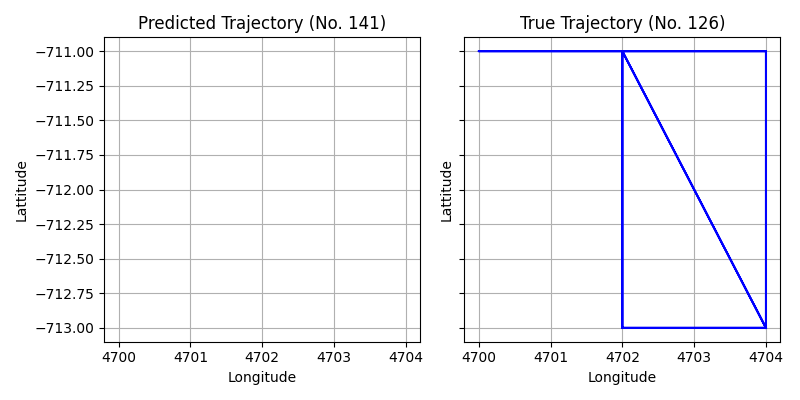 Predicted Trajectory (No. 141)
True Trajectory (No. 126)
−711.00
−711.25
−711.50
−711.75
−712.00
−712.25
−712.50
−712.75
−713.00
Lattitude
Lattitude
4700 4701 4702 4703 4704
4700 4701 4702 4703 4704
Longitude
Longitude